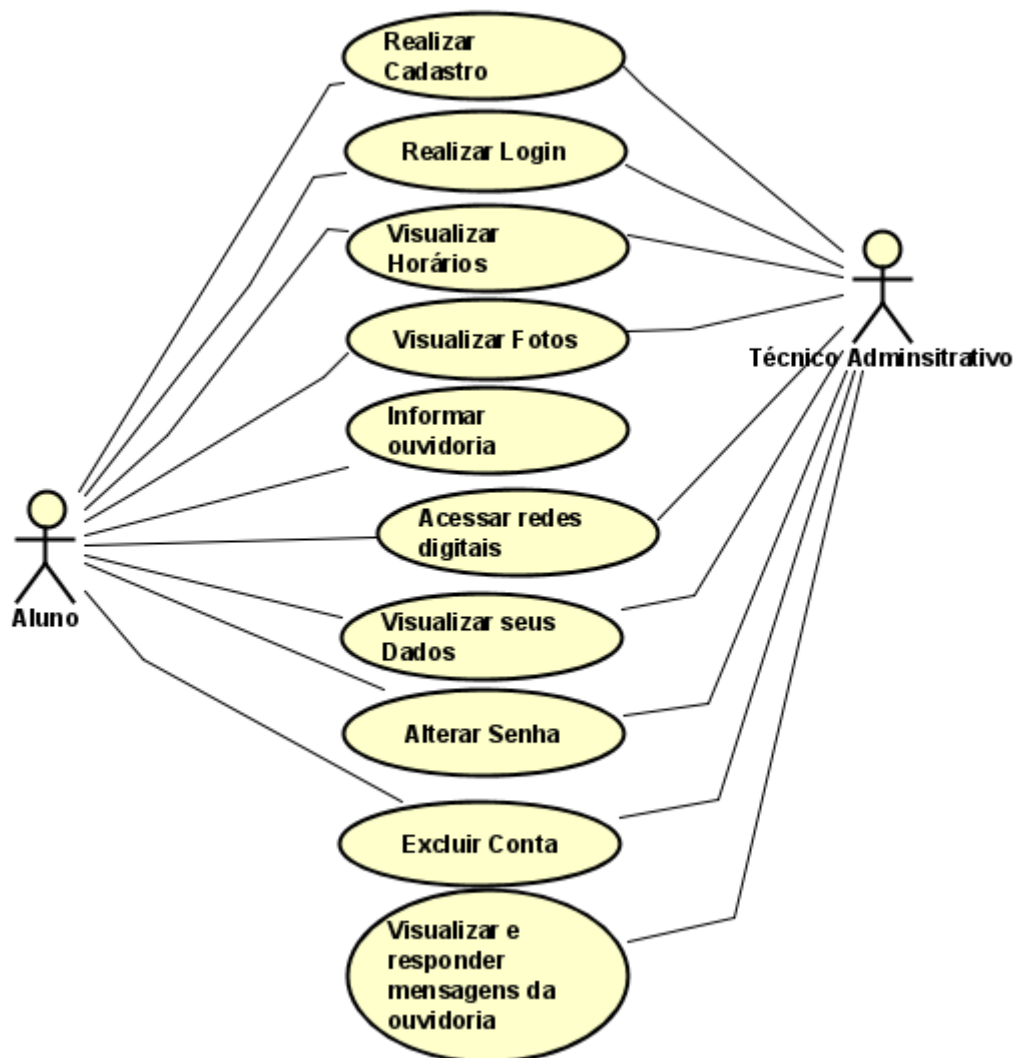 Realizar
Cadastro
Realizar Login
Visualizar
Horários
Visualizar Fotos
Técnico Adminsitrativo
Informar
ouvidoria
Acessar redes
digitais
Aluno
Visualizar seus
Dados
Alterar Senha
Excluir Conta
Visualizar e
responder
mensagens da
ouvidoria